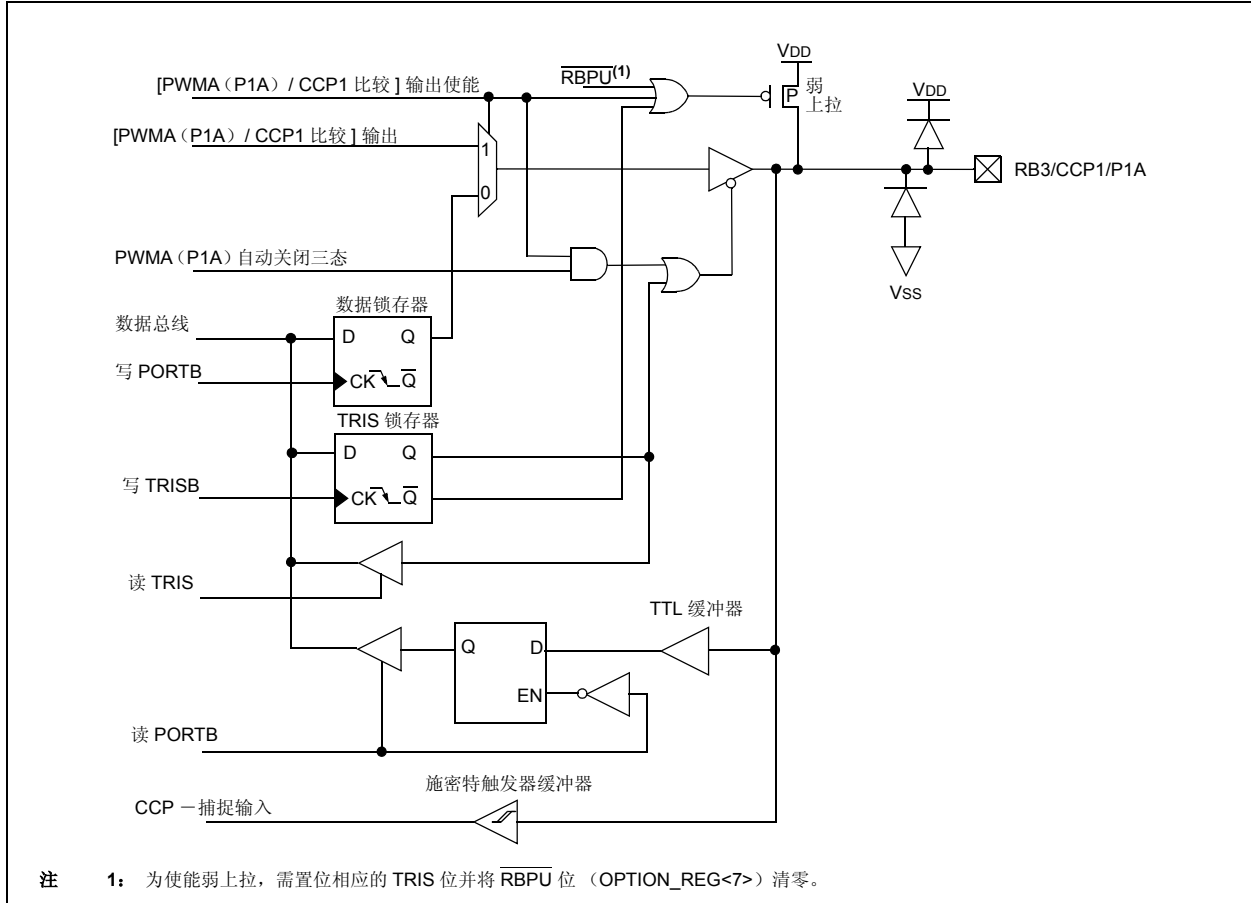 VDD
[PWMA（P1A）/ CCP1 比较 ] 输出使能
RBPU(1)
P
弱
上拉
VDD
[PWMA（P1A）/ CCP1 比较 ] 输出
1
0
RB3/CCP1/P1A
PWMA（P1A）自动关闭三态
VSS
数据锁存器
数据总线
D Q
写 PORTB
CK Q
TRIS 锁存器
D Q
写 TRISB
CK Q
读 TRIS
TTL 缓冲器
Q D
EN
读 PORTB
施密特触发器缓冲器
CCP －捕捉输入
注 1： 为使能弱上拉，需置位相应的 TRIS 位并将 RBPU 位 （OPTION_REG<7>）清零。